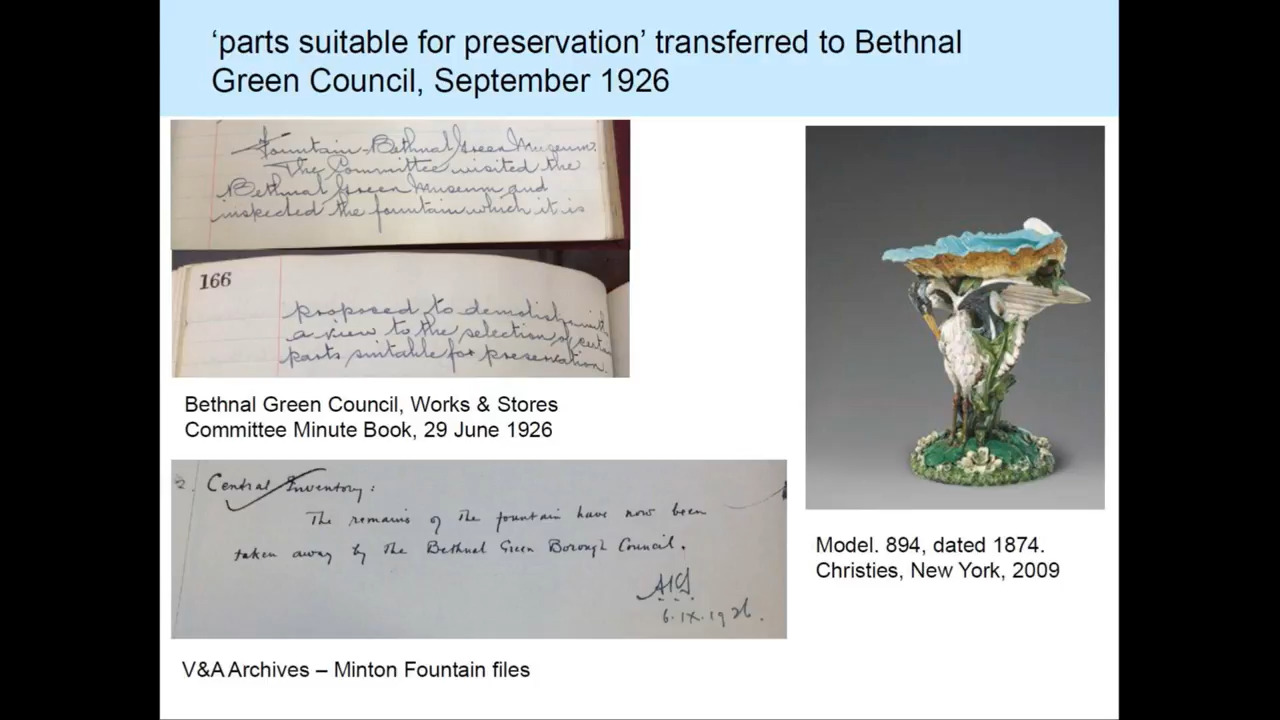 ‘parts suitable for preservation’ transferred to Bethnal
Green Council, September 1926
Fountain - Bethnal Green Museum.
The Committee visited the
Bethnal Green Museum and
inspected the fountain which it is
166
proposed to demolish with
a view to the selection of certain
parts suitable for preservation.
Bethnal Green Council, Works & Stores
Committee Minute Book, 29 June 1926
2. Central Inventory:
The remains of the fountain have now been
taken away by the Bethnal Green Borough Council.
6.IX.1926.
V&A Archives – Minton Fountain files
Model. 894, dated 1874.
Christies, New York, 2009